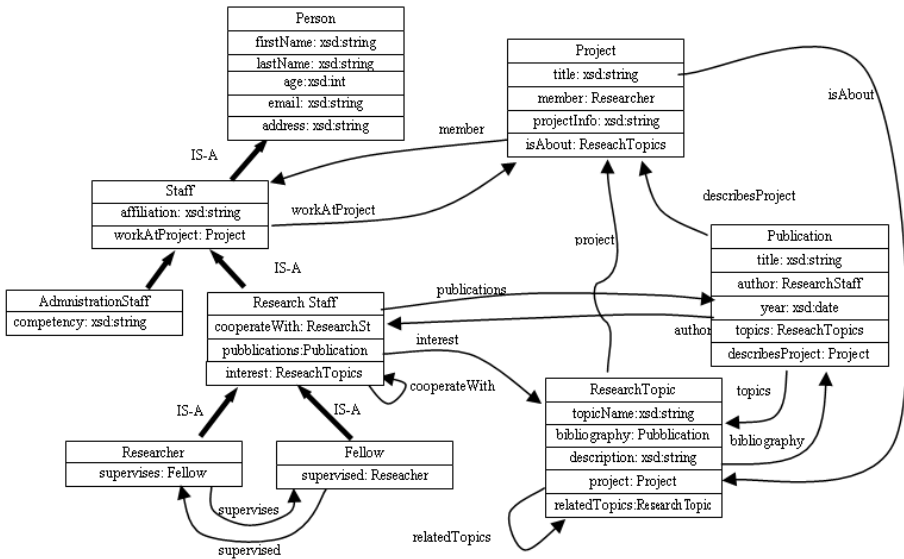 Person
firstName: xsd:string
lastName: xsd:string
age:xsd:int
email: xsd:string
address: xsd:string
Project
title: xsd:string
member: Researcher
projectInfo: xsd:string
isAbout: ReseachTopics
isAbout
member
IS-A
Staff
affiliation: xsd:string
workAtProject: Project
workAtProject
describesProject
project
Publication
title: xsd:string
author: ResearchStaff
year: xsd:date
topics: ReseachTopics
describesProject: Project
IS-A
AdmnistrationStaff
competency: xsd:string
Research Staff
cooperateWith: ResearchSt
pubblications:Publication
interest: ReseachTopics
publications
author
interest
cooperateWith
topics
bibliography
ResearchTopic
topicName:xsd:string
bibliography: Pubblication
description: xsd:string
project: Project
relatedTopics:ResearchTopic
IS-A
IS-A
Researcher
supervises: Fellow
Fellow
supervised: Reseacher
supervises
supervised
relatedTopics